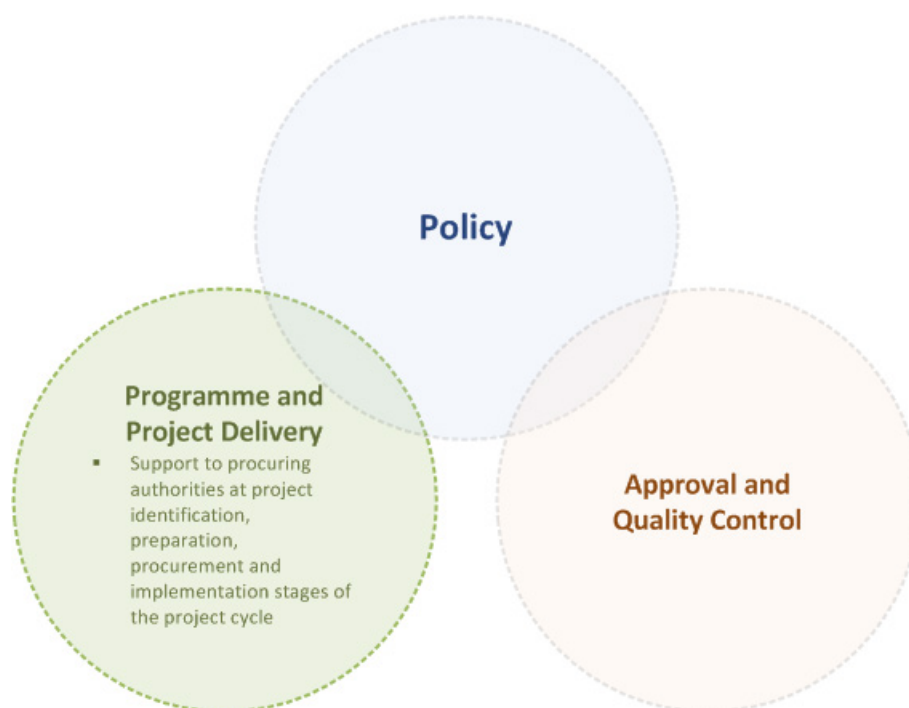 Policy
Programme and
Project Delivery
▪ Support to procuring
authorities at project
identification,
preparation,
procurement and
implementation stages of
the project cycle
Approval and
Quality Control